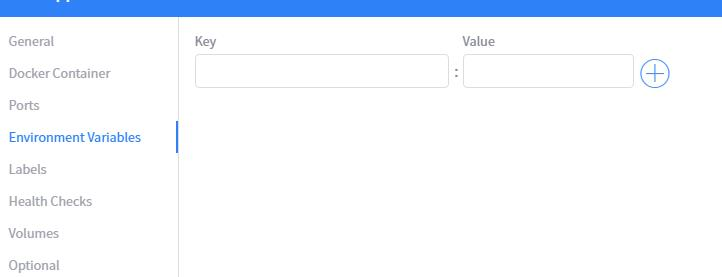 General
Docker Container
Ports
Environment Variables
Labels
Health Checks
Volumes
Optional
Key Value
: